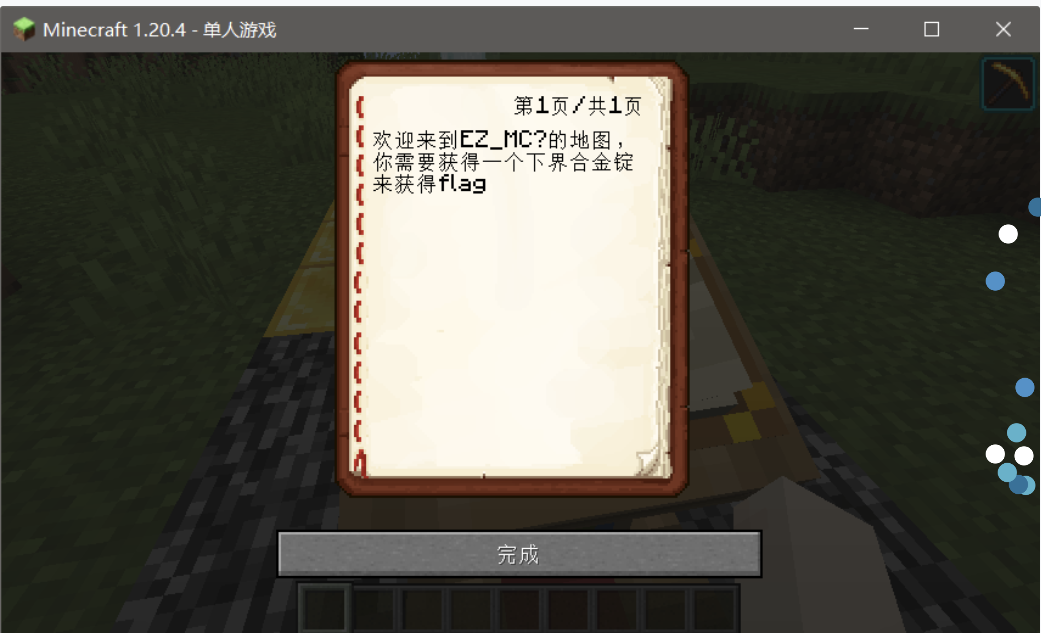 Minecraft 1.20.4 - 单人游戏
第1页/共1页
欢迎来到EZ_MC?的地图，
你需要获得一个下界合金锭
来获得flag
完成